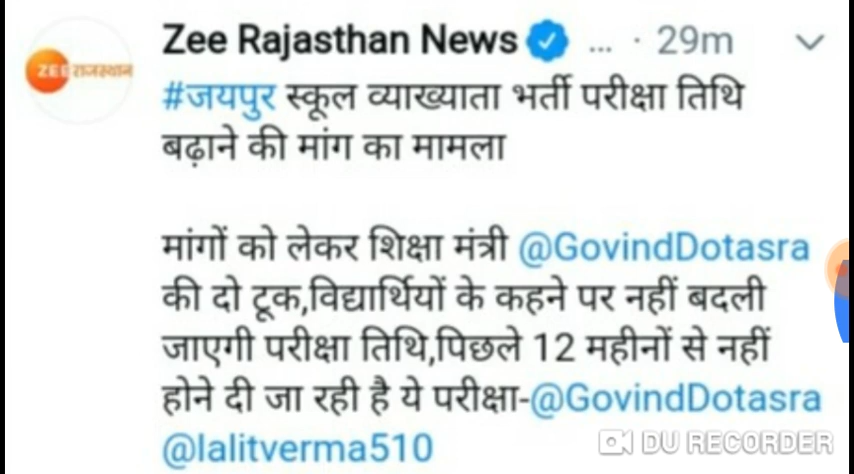 ZEE राजस्थान
Zee Rajasthan News ... · 29m
#जयपुर स्कूल व्याख्याता भर्ती परीक्षा तिथि
बढ़ाने की मांग का मामला
मांगों को लेकर शिक्षा मंत्री @GovindDotasra
की दो टूक,विद्यार्थियों के कहने पर नहीं बदली
जाएगी परीक्षा तिथि,पिछले 12 महीनों से नहीं
होने दी जा रही है ये परीक्षा-@GovindDotasra
@lalitverma510
DU RECORDER